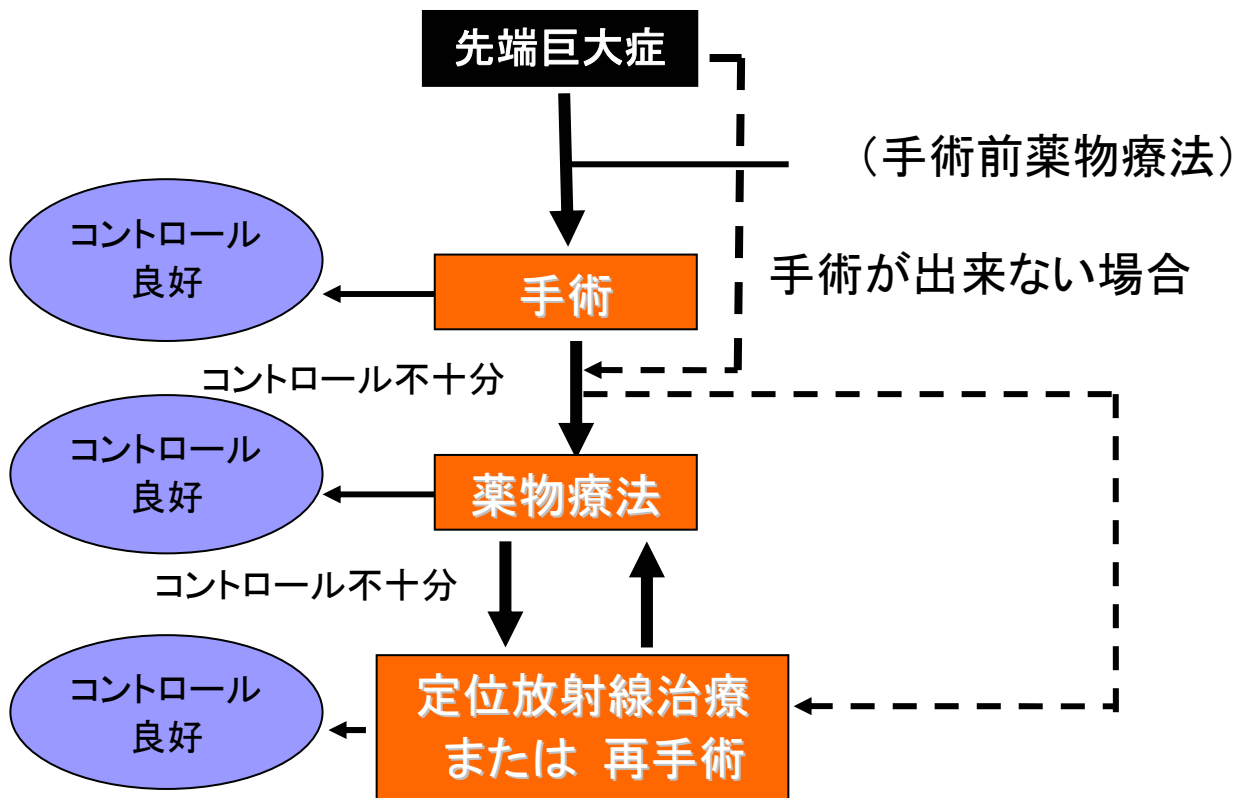 先端巨大症
（手術前薬物療法）
コントロール
良好
手術
手術が出来ない場合
コントロール不十分
コントロール
良好
薬物療法
コントロール不十分
コントロール
良好
定位放射線治療
または 再手術